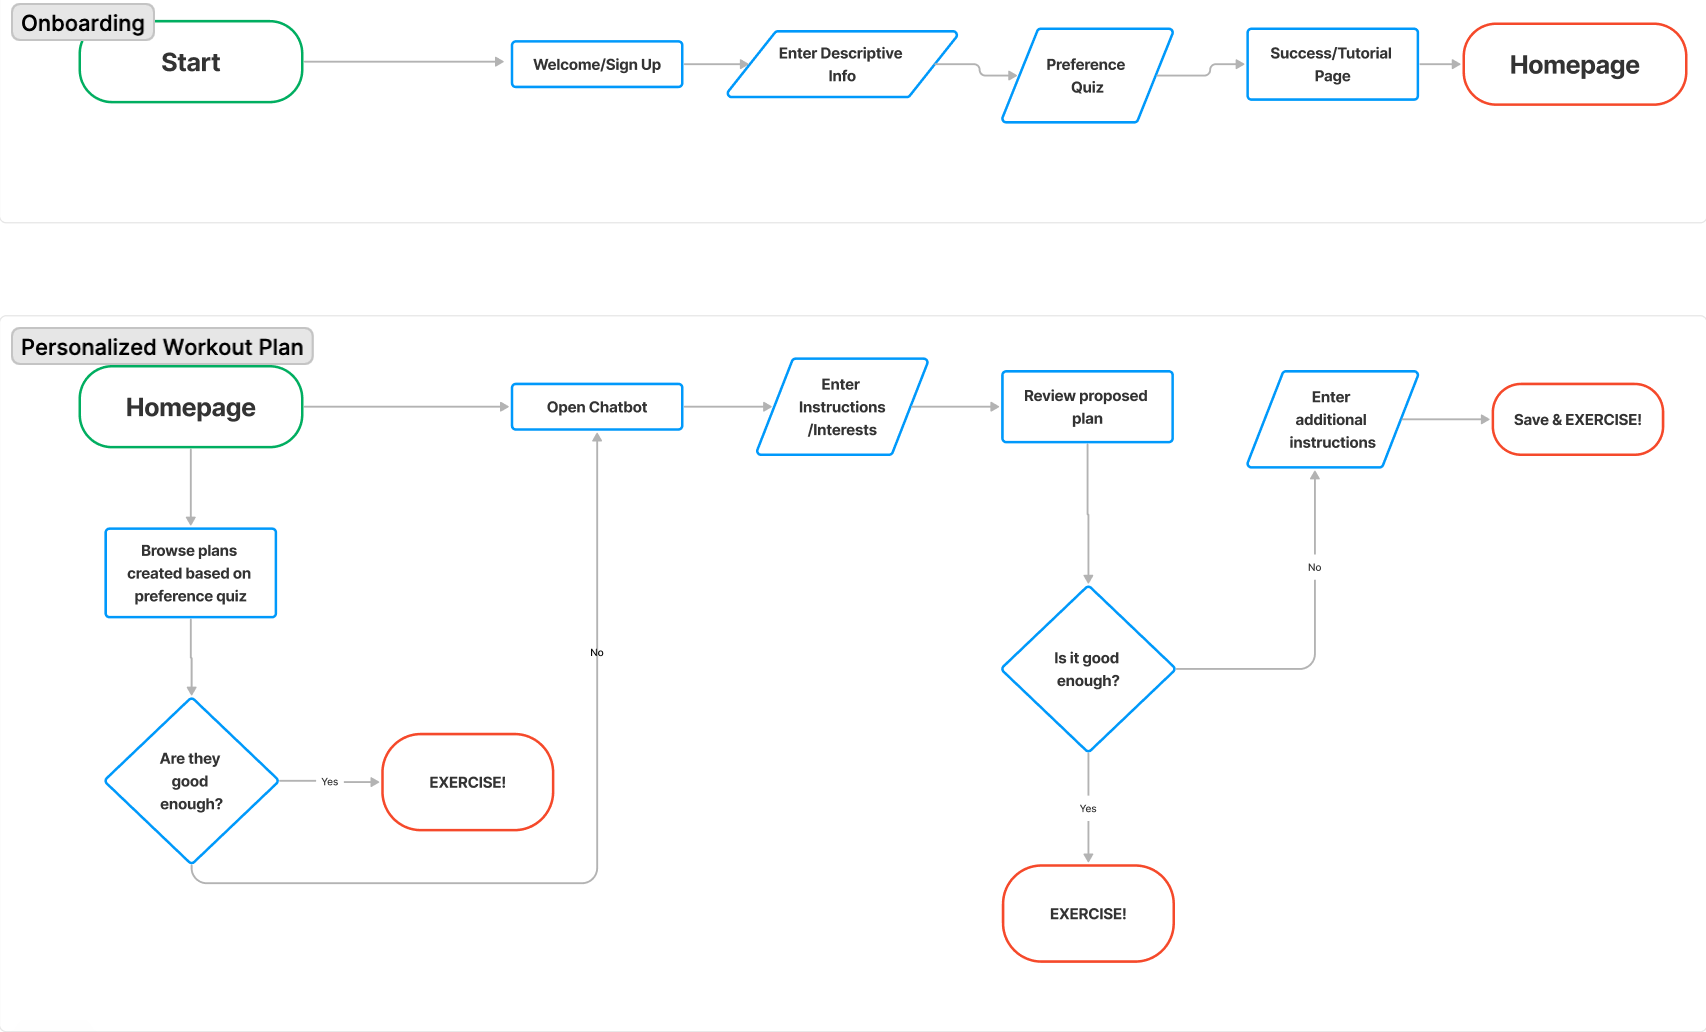 Onboarding
Start
Welcome/Sign Up
Enter Descriptive
Info
Preference
Quiz
Success/Tutorial
Page
Homepage
Personalized Workout Plan
Homepage
Open Chatbot
Enter
Instructions
/Interests
Review proposed
plan
Enter
additional
instructions
Save & EXERCISE!
Browse plans
created based on
preference quiz
No
No
Is it good
enough?
Are they
good
enough?
Yes
EXERCISE!
Yes
EXERCISE!